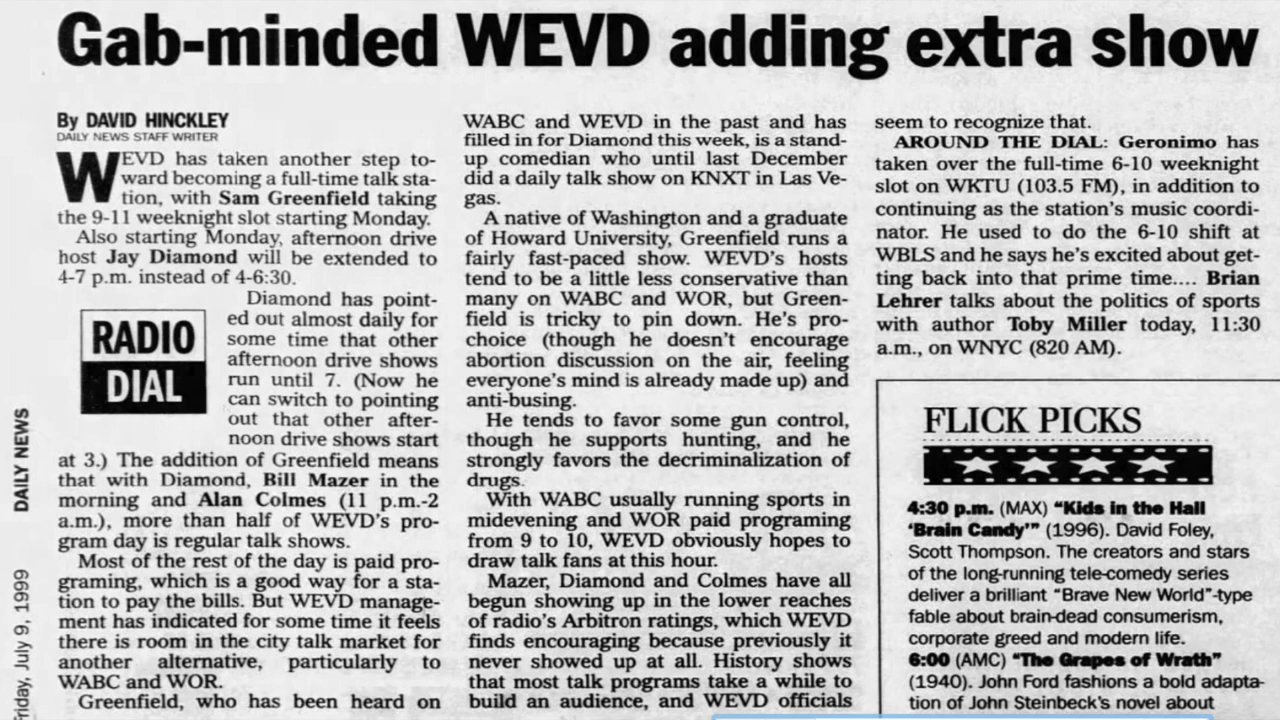 Gab-minded WEVD adding extra show
By DAVID HINCKLEY
DAILY NEWS STAFF WRITER
WEVD has taken another step to-
ward becoming a full-time talk sta-
tion, with Sam Greenfield taking
the 9-11 weeknight slot starting Monday.
Also starting Monday, afternoon drive
host Jay Diamond will be extended to
4-7 p.m. instead of 4-6:30.
RADIO
DIAL
Diamond has point-
ed out almost daily for
some time that other
afternoon drive shows
run until 7. (Now he
can switch to pointing
out that other after-
noon drive shows start
at 3.) The addition of Greenfield means
that with Diamond, Bill Mazer in the
morning and Alan Colmes (11 p.m.-2
a.m.), more than half of WEVD's pro-
gram day is regular talk shows.
Most of the rest of the day is paid pro-
graming, which is a good way for a sta-
tion to pay the bills. But WEVD manage-
ment has indicated for some time it feels
there is room in the city talk market for
another alternative, particularly to
WABC and WOR.
Greenfield, who has been heard on
WABC and WEVD in the past and has
filled in for Diamond this week, is a stand-
up comedian who until last December
did a daily talk show on KNXT in Las Ve-
gas.
A native of Washington and a graduate
of Howard University, Greenfield runs a
fairly fast-paced show. WEVD's hosts
tend to be a little less conservative than
many on WABC and WOR, but Green-
field is tricky to pin down. He's pro-
choice (though he doesn't encourage
abortion discussion on the air, feeling
everyone's mind is already made up) and
anti-busing.
He tends to favor some gun control,
though he supports hunting, and he
strongly favors the decriminalization of
drugs.
With WABC usually running sports in
midevening and WOR paid programing
from 9 to 10, WEVD obviously hopes to
draw talk fans at this hour.
Mazer, Diamond and Colmes have all
begun showing up in the lower reaches
of radio's Arbitron ratings, which WEVD
finds encouraging because previously it
never showed up at all. History shows
that most talk programs take a while to
build an audience, and WEVD officials
seem to recognize that.
AROUND THE DIAL: Geronimo has
taken over the full-time 6-10 weeknight
slot on WKTU (103.5 FM), in addition to
continuing as the station's music coordi-
nator. He used to do the 6-10 shift at
WBLS and he says he's excited about get-
ting back into that prime time.... Brian
Lehrer talks about the politics of sports
with author Toby Miller today, 11:30
a.m., on WNYC (820 AM).
FLICK PICKS
4:30 p.m. (MAX) "Kids in the Hall
'Brain Candy'" (1996). David Foley,
Scott Thompson. The creators and stars
of the long-running tele-comedy series
deliver a brilliant "Brave New World"-type
fable about brain-dead consumerism,
corporate greed and modern life.
6:00 (AMC) "The Grapes of Wrath"
(1940). John Ford fashions a bold adapta-
tion of John Steinbeck's novel about
DAILY NEWS
riday, July 9, 1999